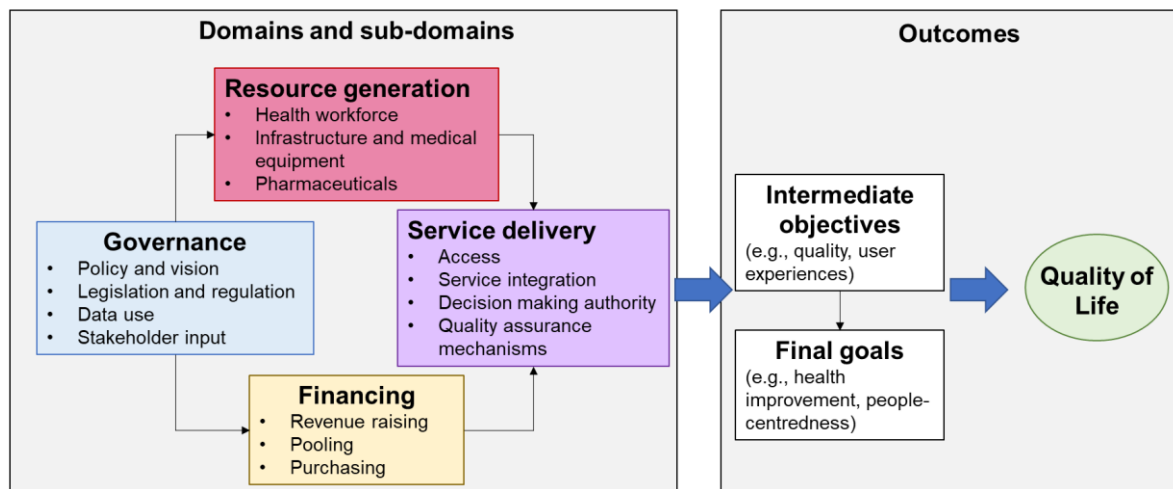 Domains and sub-domains
Resource generation
• Health workforce
• Infrastructure and medical
equipment
• Pharmaceuticals
Governance
• Policy and vision
• Legislation and regulation
• Data use
• Stakeholder input
Service delivery
• Access
• Service integration
• Decision making authority
• Quality assurance
mechanisms
Financing
• Revenue raising
• Pooling
• Purchasing
Outcomes
Intermediate
objectives
(e.g., quality, user
experiences)
Final goals
(e.g., health
improvement, people-
centredness)
Quality of
Life